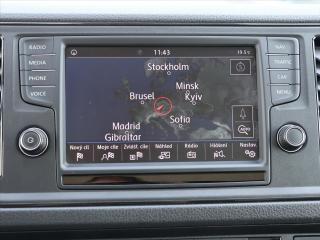 RADIO
MEDIA
PHONE
VOICE
11:43
19.5°C
Stockholm
Minsk
Brusel
Kyiv
Sofia
Madrid
Gibraltar
AUTO
Nový cíl
Moje cíle
Zvlášt. cíle
Náhled
Rádio
Hlášení
Nastav.
NAV
TRAFFIC
CAR
MENU